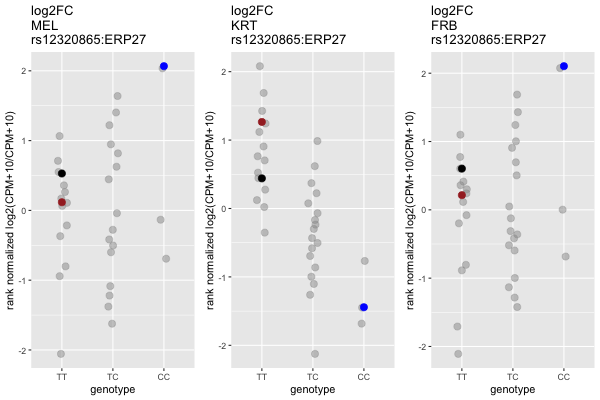 log2FC
MEL
rs12320865:ERP27
rank normalized log2(CPM+10/CPM+10)
2
1
0
-1
-2
TT
TC
CC
genotype
log2FC
KRT
rs12320865:ERP27
rank normalized log2(CPM+10/CPM+10)
2
1
0
-1
-2
TT
TC
CC
genotype
log2FC
FRB
rs12320865:ERP27
rank normalized log2(CPM+10/CPM+10)
2
1
0
-1
-2
TT
TC
CC
genotype